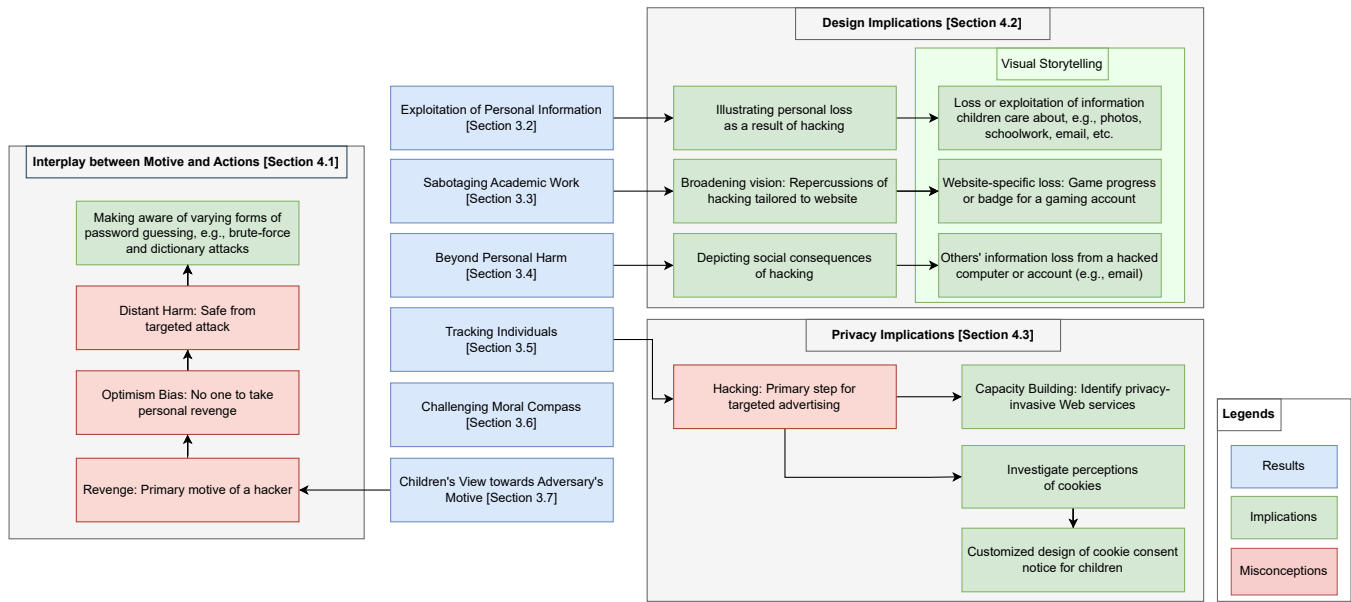 Interplay between Motive and Actions [Section 4.1]
Making aware of varying forms of
password guessing, e.g., brute-force
and dictionary attacks
Distant Harm: Safe from
targeted attack
Optimism Bias: No one to take
personal revenge
Revenge: Primary motive of a hacker
Exploitation of Personal Information
[Section 3.2]
Sabotaging Academic Work
[Section 3.3]
Beyond Personal Harm
[Section 3.4]
Tracking Individuals
[Section 3.5]
Challenging Moral Compass
[Section 3.6]
Children's View towards Adversary's
Motive [Section 3.7]
Design Implications [Section 4.2]
Visual Storytelling
Illustrating personal loss
as a result of hacking
Loss or exploitation of information
children care about, e.g., photos,
schoolwork, email, etc.
Broadening vision: Repercussions of
hacking tailored to website
Website-specific loss: Game progress
or badge for a gaming account
Depicting social consequences
of hacking
Others' information loss from a hacked
computer or account (e.g., email)
Privacy Implications [Section 4.3]
Hacking: Primary step for
targeted advertising
Capacity Building: Identify privacy-
invasive Web services
Investigate perceptions
of cookies
Customized design of cookie consent
notice for children
Legends
Results
Implications
Misconceptions